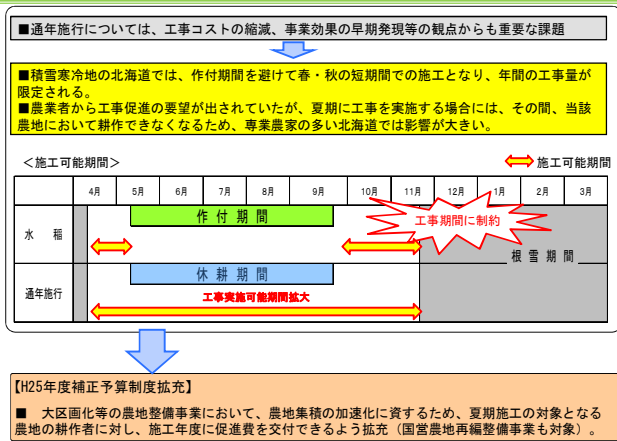 ■通年施行については、工事コストの縮減、事業効果の早期発現等の観点からも重要な課題
■積雪寒冷地の北海道では、作付期間を避けて春・秋の短期間での施工となり、年間の工事量が
限定される。
■農業者から工事促進の要望が出されていたが、夏期に工事を実施する場合には、その間、当該
農地において耕作できなくなるため、専業農家の多い北海道では影響が大きい。
＜施工可能期間＞
施工可能期間
4月 5月 6月 7月 8月 9月 10月 11月 12月 1月 2月 3月
水 稲
作 付 期 間
工事期間に制約
根 雪 期 間
通年施行
休 耕 期 間
工事実施可能期間拡大
【H25年度補正予算制度拡充】
■ 大区画化等の農地整備事業において、農地集積の加速化に資するため、夏期施工の対象となる
農地の耕作者に対し、施工年度に促進費を交付できるよう拡充（国営農地再編整備事業も対象）。